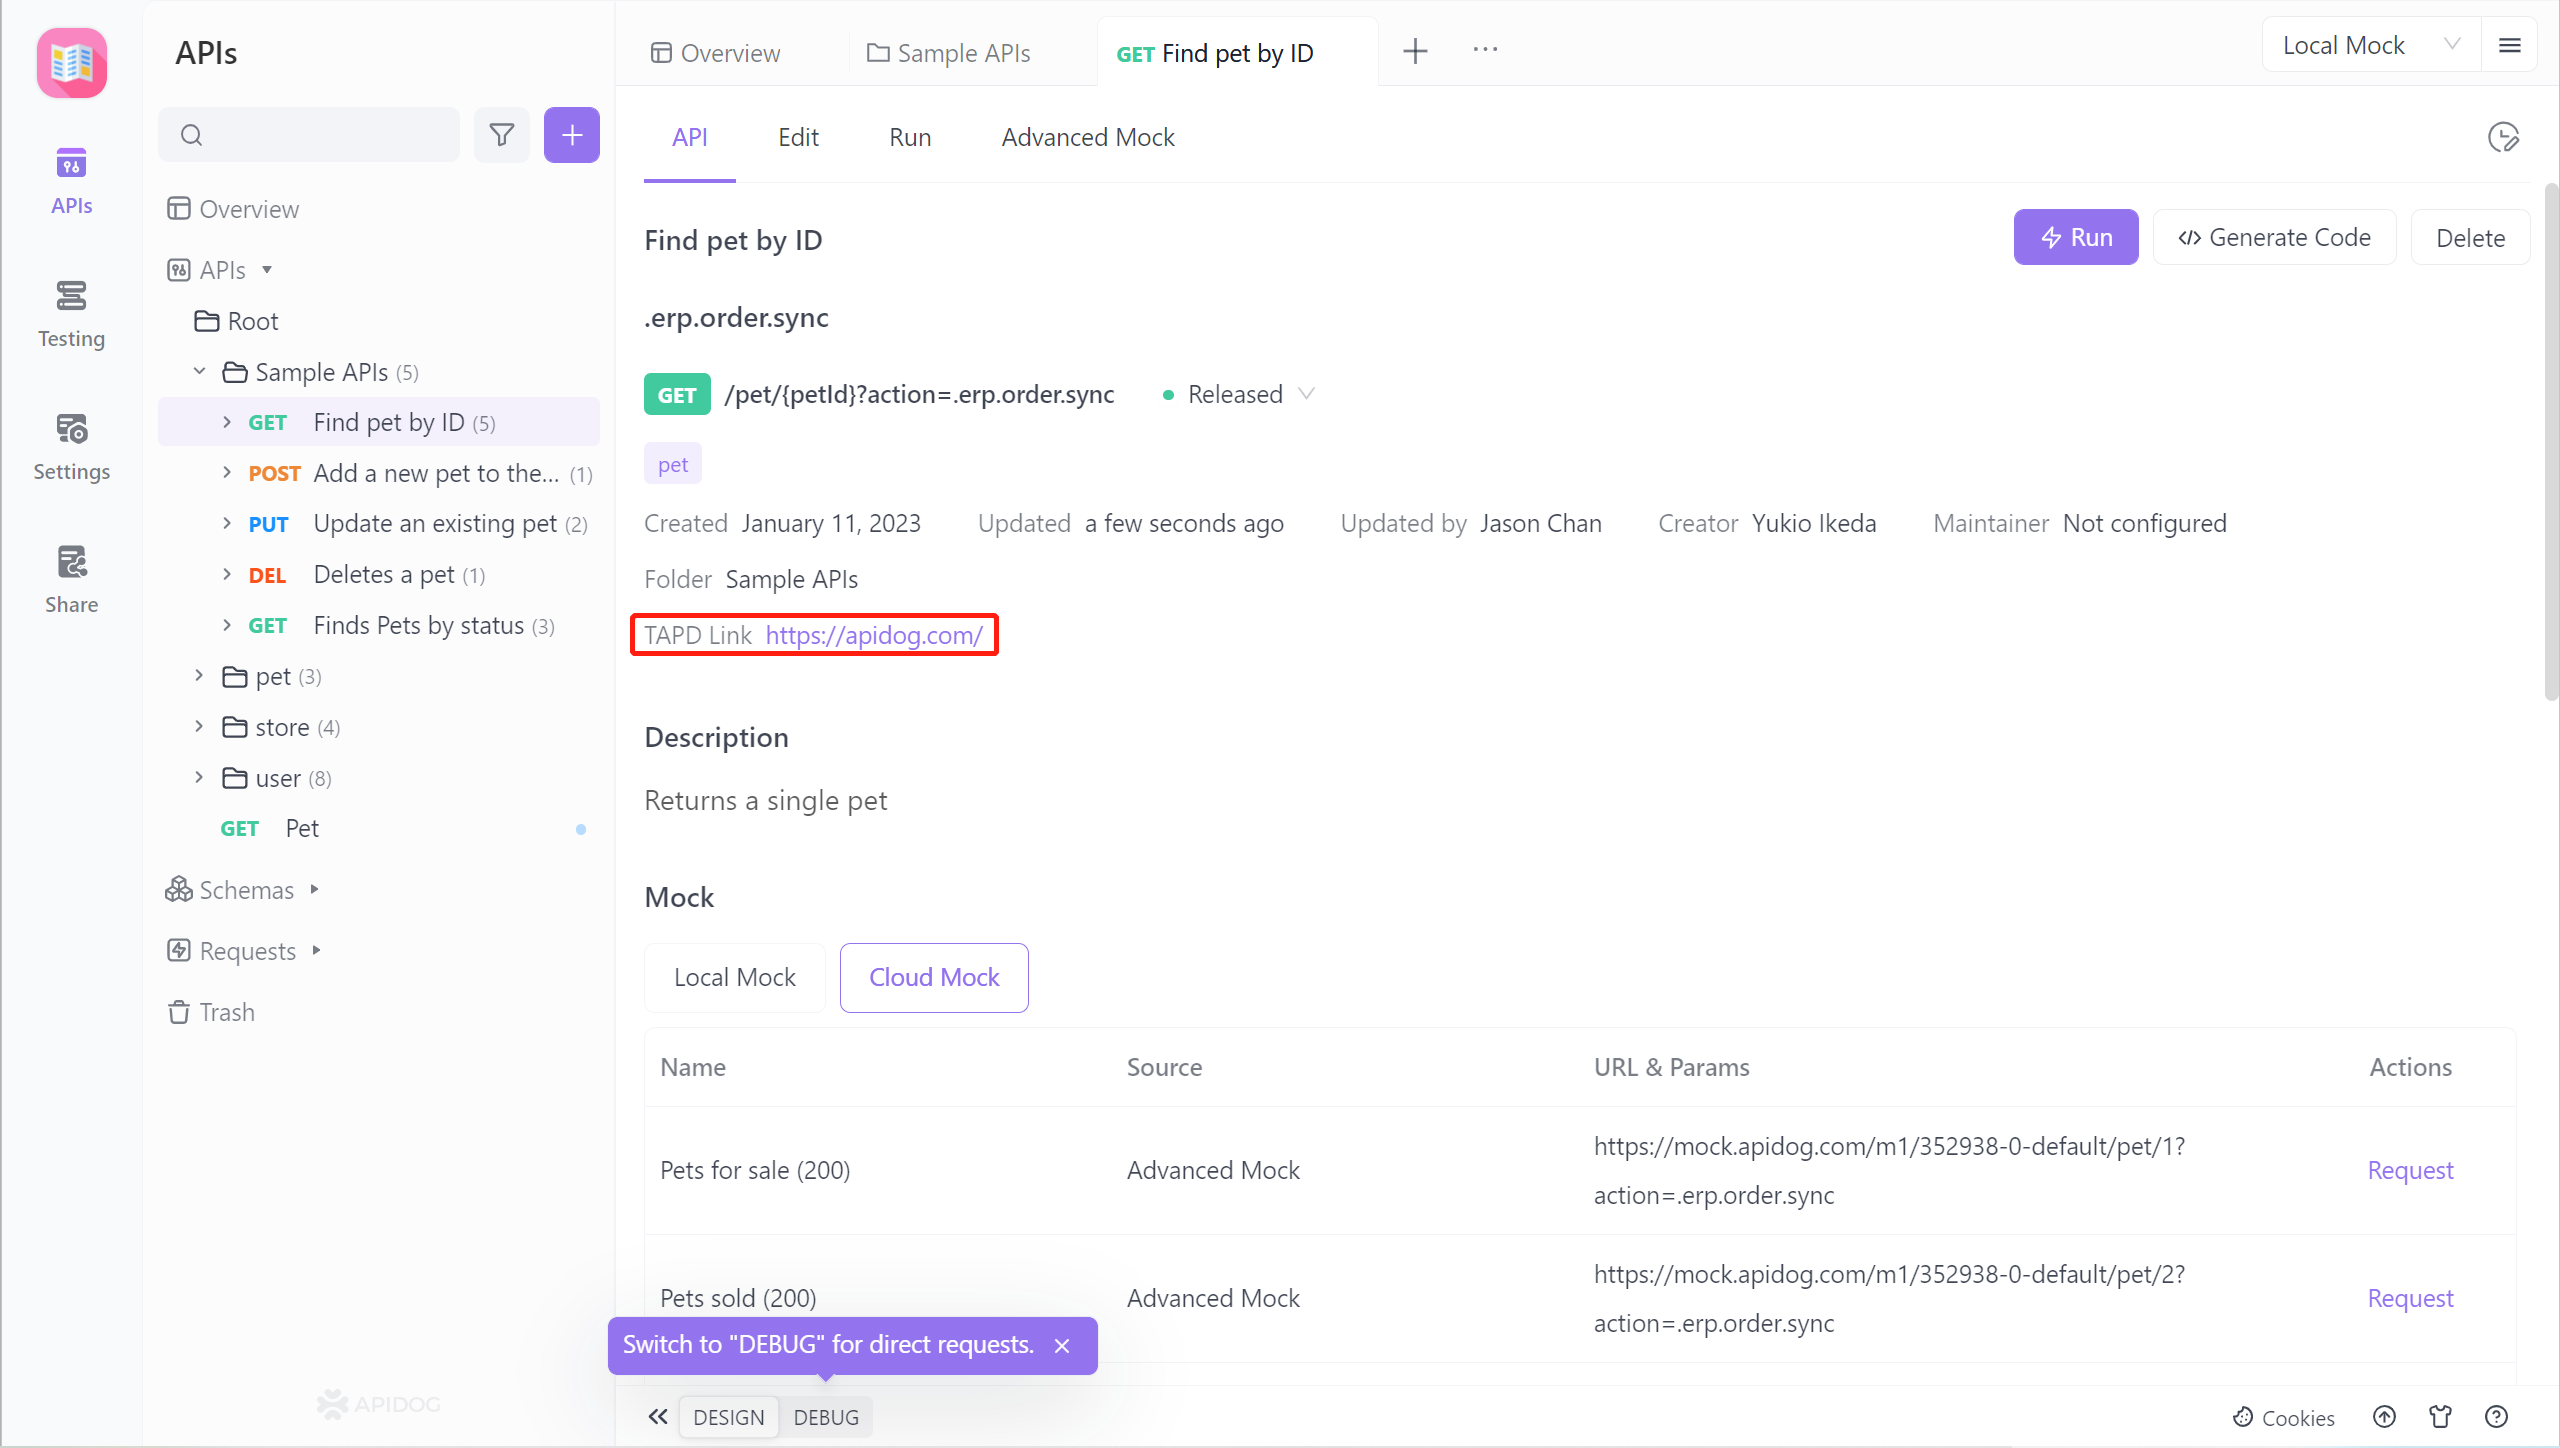 APIs
Testing
Settings
Share
APIs
Overview
APIs
Root
Sample APIs (5)
GET Find pet by ID (5)
POST Add a new pet to the... (1)
PUT Update an existing pet (2)
DEL Deletes a pet (1)
GET Finds Pets by status (3)
pet (3)
store (4)
user (8)
GET Pet
Schemas
Requests
Trash
APIDOG
Overview
Sample APIs
GET Find pet by ID
Local Mock
API Edit Run Advanced Mock
Find pet by ID
Run
</> Generate Code
Delete
.erp.order.sync
GET /pet/{petId}?action=.erp.order.sync Released
pet
Created January 11, 2023 Updated a few seconds ago Updated by Jason Chan Creator Yukio Ikeda Maintainer Not configured
Folder Sample APIs
TAPD Link https://apidog.com/
Description
Returns a single pet
Mock
Local Mock Cloud Mock
Name Source URL & Params Actions
Pets for sale (200) Advanced Mock https://mock.apidog.com/m1/352938-0-default/pet/1?
action=.erp.order.sync Request
Pets sold (200) Advanced Mock https://mock.apidog.com/m1/352938-0-default/pet/2?
action=.erp.order.sync Request
Switch to "DEBUG" for direct requests.
DESIGN DEBUG
Cookies